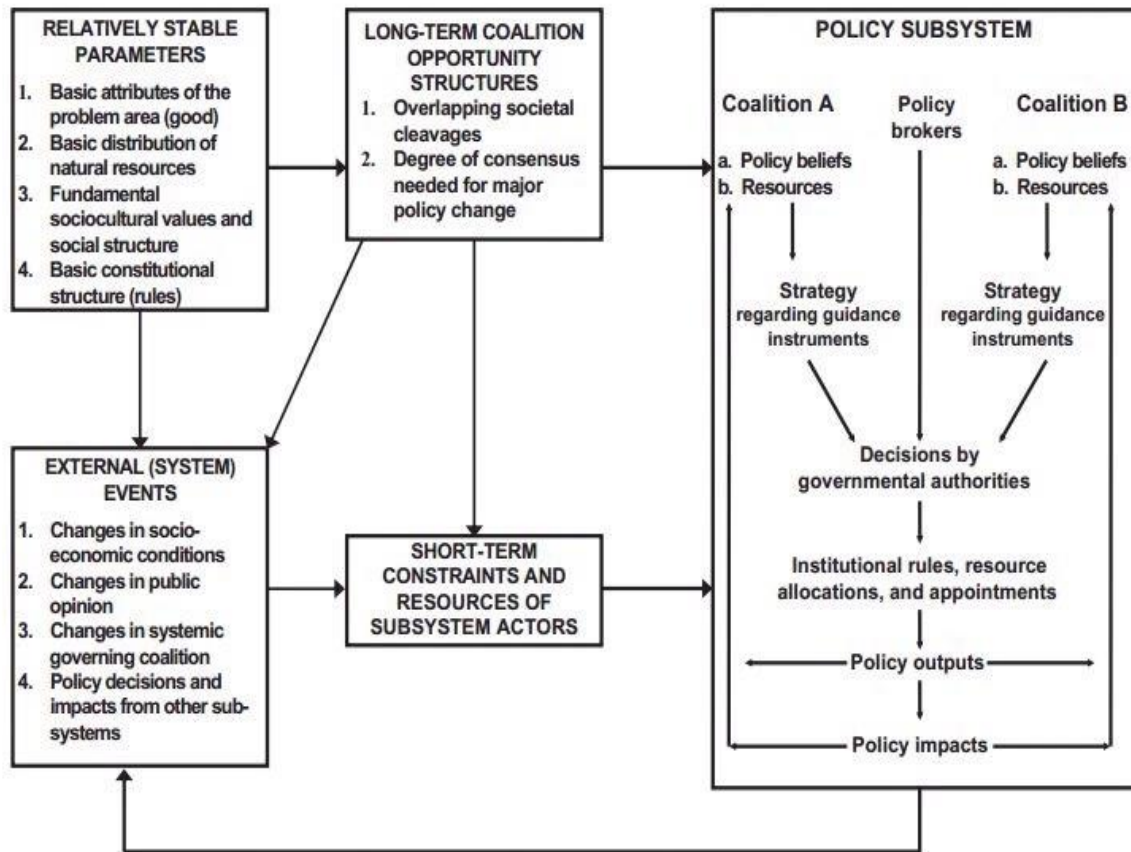 RELATIVELY STABLE
PARAMETERS
1. Basic attributes of the
problem area (good)
2. Basic distribution of
natural resources
3. Fundamental
sociocultural values and
social structure
4. Basic constitutional
structure (rules)
LONG-TERM COALITION
OPPORTUNITY
STRUCTURES
1. Overlapping societal
cleavages
2. Degree of consensus
needed for major
policy change
EXTERNAL (SYSTEM)
EVENTS
1. Changes in socio-
economic conditions
2. Changes in public
opinion
3. Changes in systemic
governing coalition
4. Policy decisions and
impacts from other sub-
systems
SHORT-TERM
CONSTRAINTS AND
RESOURCES OF
SUBSYSTEM ACTORS
POLICY SUBSYSTEM
Coalition A
a. Policy beliefs
b. Resources
Strategy
regarding guidance
instruments
Policy
brokers
Coalition B
a. Policy beliefs
b. Resources
Strategy
regarding guidance
instruments
Decisions by
governmental authorities
Institutional rules, resource
allocations, and appointments
Policy outputs
Policy impacts